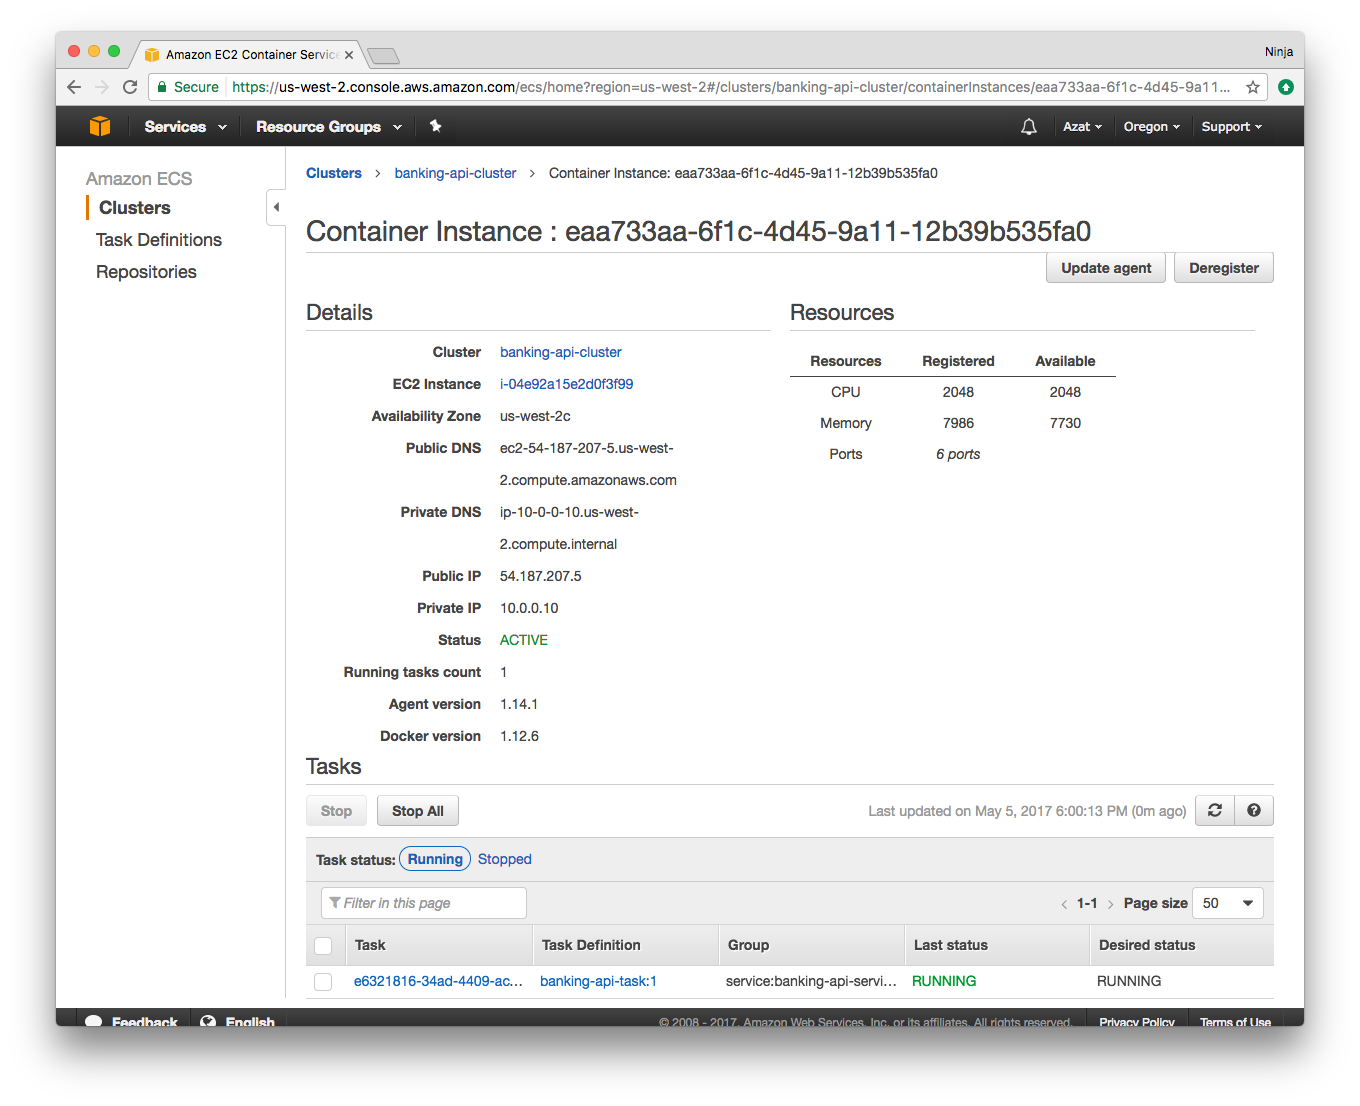 Amazon EC2 Container Servic
Ninja
Secure https://us-west-2.console.aws.amazon.com/ecs/home?region=us-west-2#/clusters/banking-api-cluster/containerInstances/eaa733aa-6f1c-4d45-9a11...
Services Resource Groups Azat Oregon Support
Amazon ECS
Clusters
Task Definitions
Repositories
Clusters > banking-api-cluster > Container Instance: eaa733aa-6f1c-4d45-9a11-12b39b535fa0
Container Instance : eaa733aa-6f1c-4d45-9a11-12b39b535fa0
Update agent Deregister
Details
Cluster banking-api-cluster
EC2 Instance i-04e92a15e2d0f3f99
Availability Zone us-west-2c
Public DNS ec2-54-187-207-5.us-west-
2.compute.amazonaws.com
Private DNS ip-10-0-0-10.us-west-
2.compute.internal
Public IP 54.187.207.5
Private IP 10.0.0.10
Status ACTIVE
Running tasks count 1
Agent version 1.14.1
Docker version 1.12.6
Resources
Resources Registered Available
CPU 2048 2048
Memory 7986 7730
Ports 6 ports
Tasks
Stop Stop All Last updated on May 5, 2017 6:00:13 PM (0m ago)
Task status: Running Stopped
Filter in this page < 1-1 > Page size 50
Task Task Definition Group Last status Desired status
e6321816-34ad-4409-ac... banking-api-task:1 service:banking-api-servi... RUNNING RUNNING
Feedback English © 2008 - 2017, Amazon Web Services, Inc. or its affiliates. All rights reserved. Privacy Policy Terms of Use